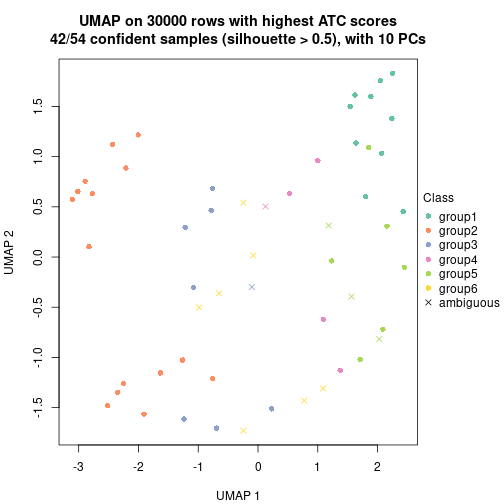 UMAP on 30000 rows with highest ATC scores
42/54 confident samples (silhouette > 0.5), with 10 PCs
UMAP 2
1.5
1.0
0.5
0.0
-0.5
-1.0
-1.5
-3 -2 -1 0 1 2
UMAP 1
Class
group1
group2
group3
group4
group5
group6
ambiguous